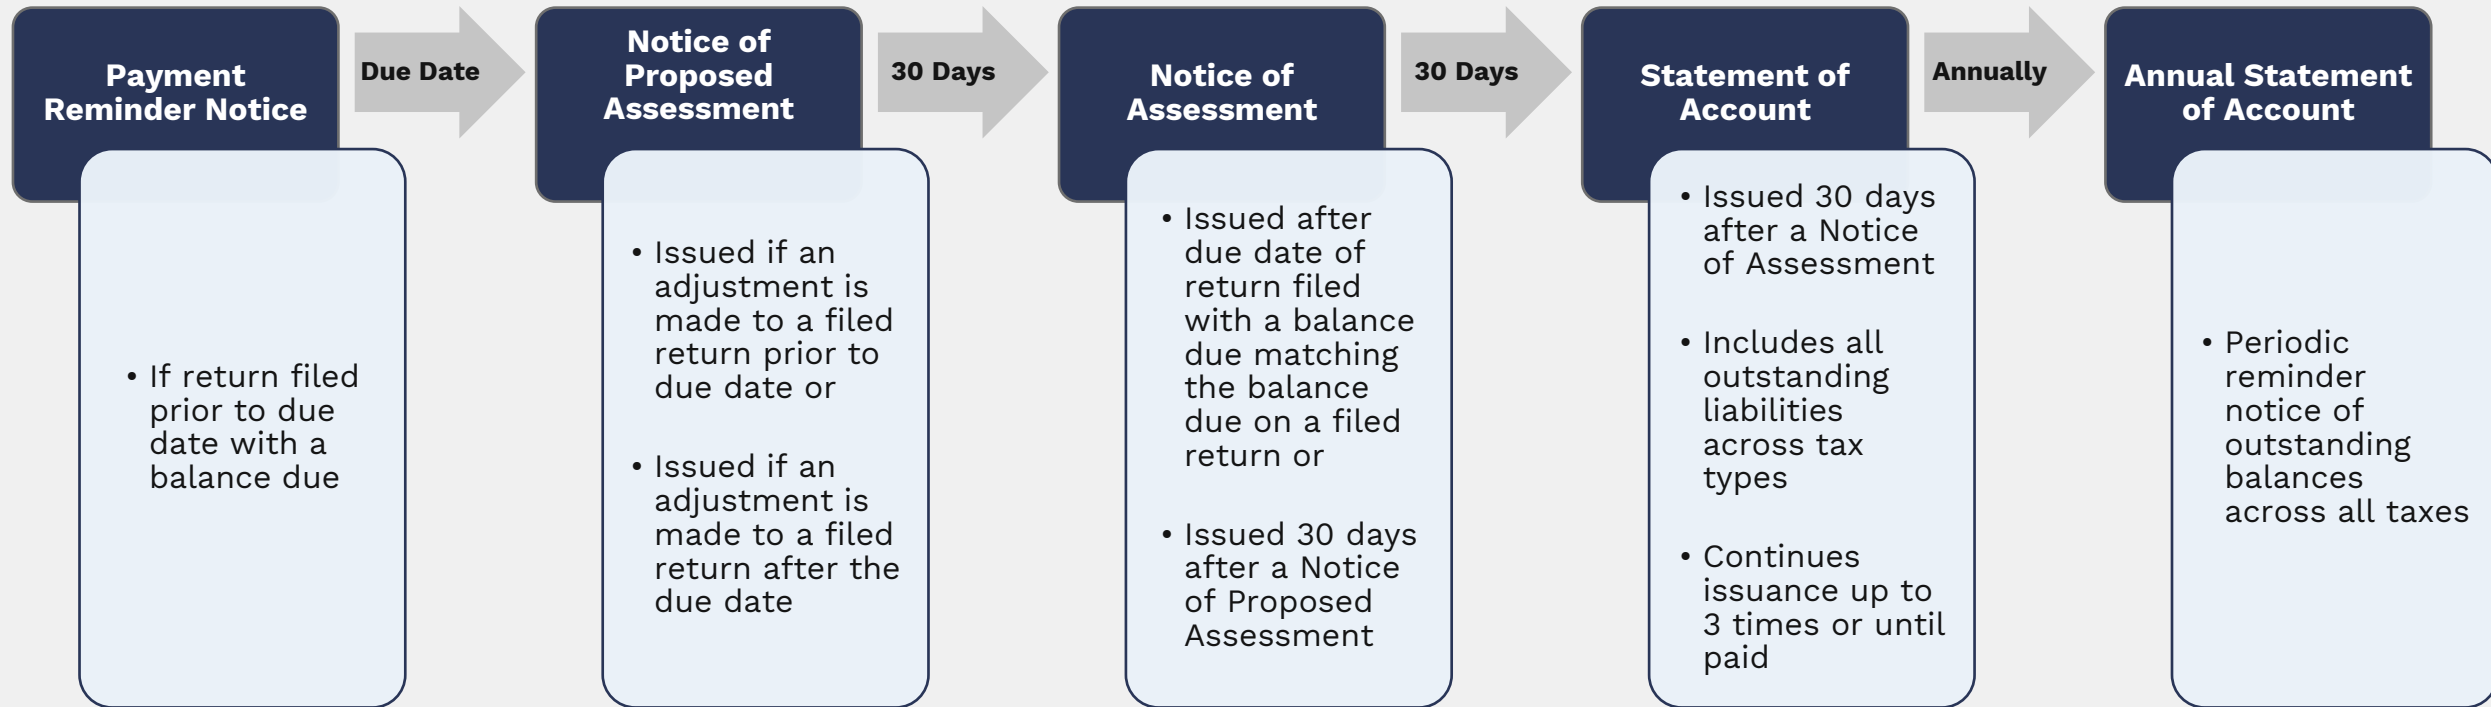 Payment
Reminder Notice
• If return filed
prior to due
date with a
balance due
Due Date
Notice of
Proposed
Assessment
• Issued if an
adjustment is
made to a filed
return prior to
due date or
• Issued if an
adjustment is
made to a filed
return after the
due date
30 Days
Notice of
Assessment
• Issued after
due date of
return filed
with a balance
due matching
the balance
due on a filed
return or
• Issued 30 days
after a Notice
of Proposed
Assessment
30 Days
Statement of
Account
• Issued 30 days
after a Notice
of Assessment
• Includes all
outstanding
liabilities
across tax
types
• Continues
issuance up to
3 times or until
paid
Annually
Annual Statement
of Account
• Periodic
reminder
notice of
outstanding
balances
across all taxes